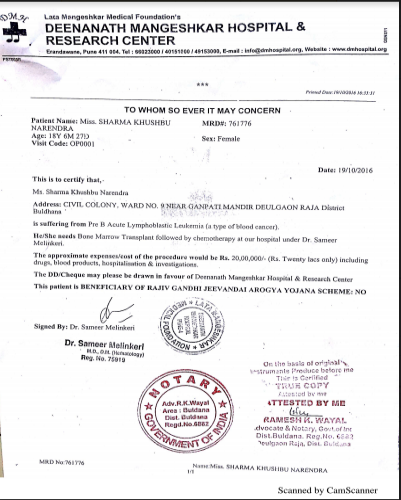 Lata Mangeshkar Medical Foundation's
DEENANATH MANGESHKAR HOSPITAL &
RESEARCH CENTER
Erandawane, Pune 411 004. Tel : 66023000 / 40151000 / 49153000, E-mail : info@dmhospital.org, Website : www.dmhospital.org
***
Printed Date:19/10/2016
TO WHOM SO EVER IT MAY CONCERN
Patient Name: Miss. SHARMA KHUSHBU
NARENDRA
MRD#: 761776
Age: 18Y 6M 27D
Sex: Female
Visit Code: OP0001
Date: 19/10/2016
This is to certify that,
Ms. Sharma Khushbu Narendra
Address: CIVIL COLONY, WARD NO. 9 NEAR GANPATI MANDIR DEULGAON RAJA District
Buldhana
is suffering from Pre B Acute Lymphoblastic Leukemia (a type of blood cancer).
He/She needs Bone Marrow Transplant followed by chemotherapy at our hospital under Dr. Sameer
Melinkeri.
The approximate expenses/cost of the procedure would be Rs. 20,00,000/- (Rs. Twenty lacs only) including
drugs, blood products, hospitalisation & investigations.
The DD/Cheque may please be drawn in favour of Deenanath Mangeshkar Hospital & Research Center
This patient is BENEFICIARY OF RAJIV GANDHI JEEVANDAI AROGYA YOJANA SCHEME: NO
Signed By: Dr. Sameer Melinkeri
Dr. Sameer Melinkeri
M.D., D.M. (Hematology)
Reg. No. 75919
NOTARY
Adv.R.K.Wayal
Area : Buldana
Dist. Buldana
Regd.No.6682
GOVERNMENT OF INDIA
On the basis of original
instruments Produce before me
This is Certified
TRUE COPY
Attested by me
ATTESTED BY ME
RAMESH K. WAYAL
Advocate & Notary, Govt.of Int
Dist.Buldana. Reg.No. 6682
Deulgaon Raja, Dist. Buldana.
MRD No:761776
Name:Miss. SHARMA KHUSHBU NARENDRA
1/1
Scanned by CamScanner